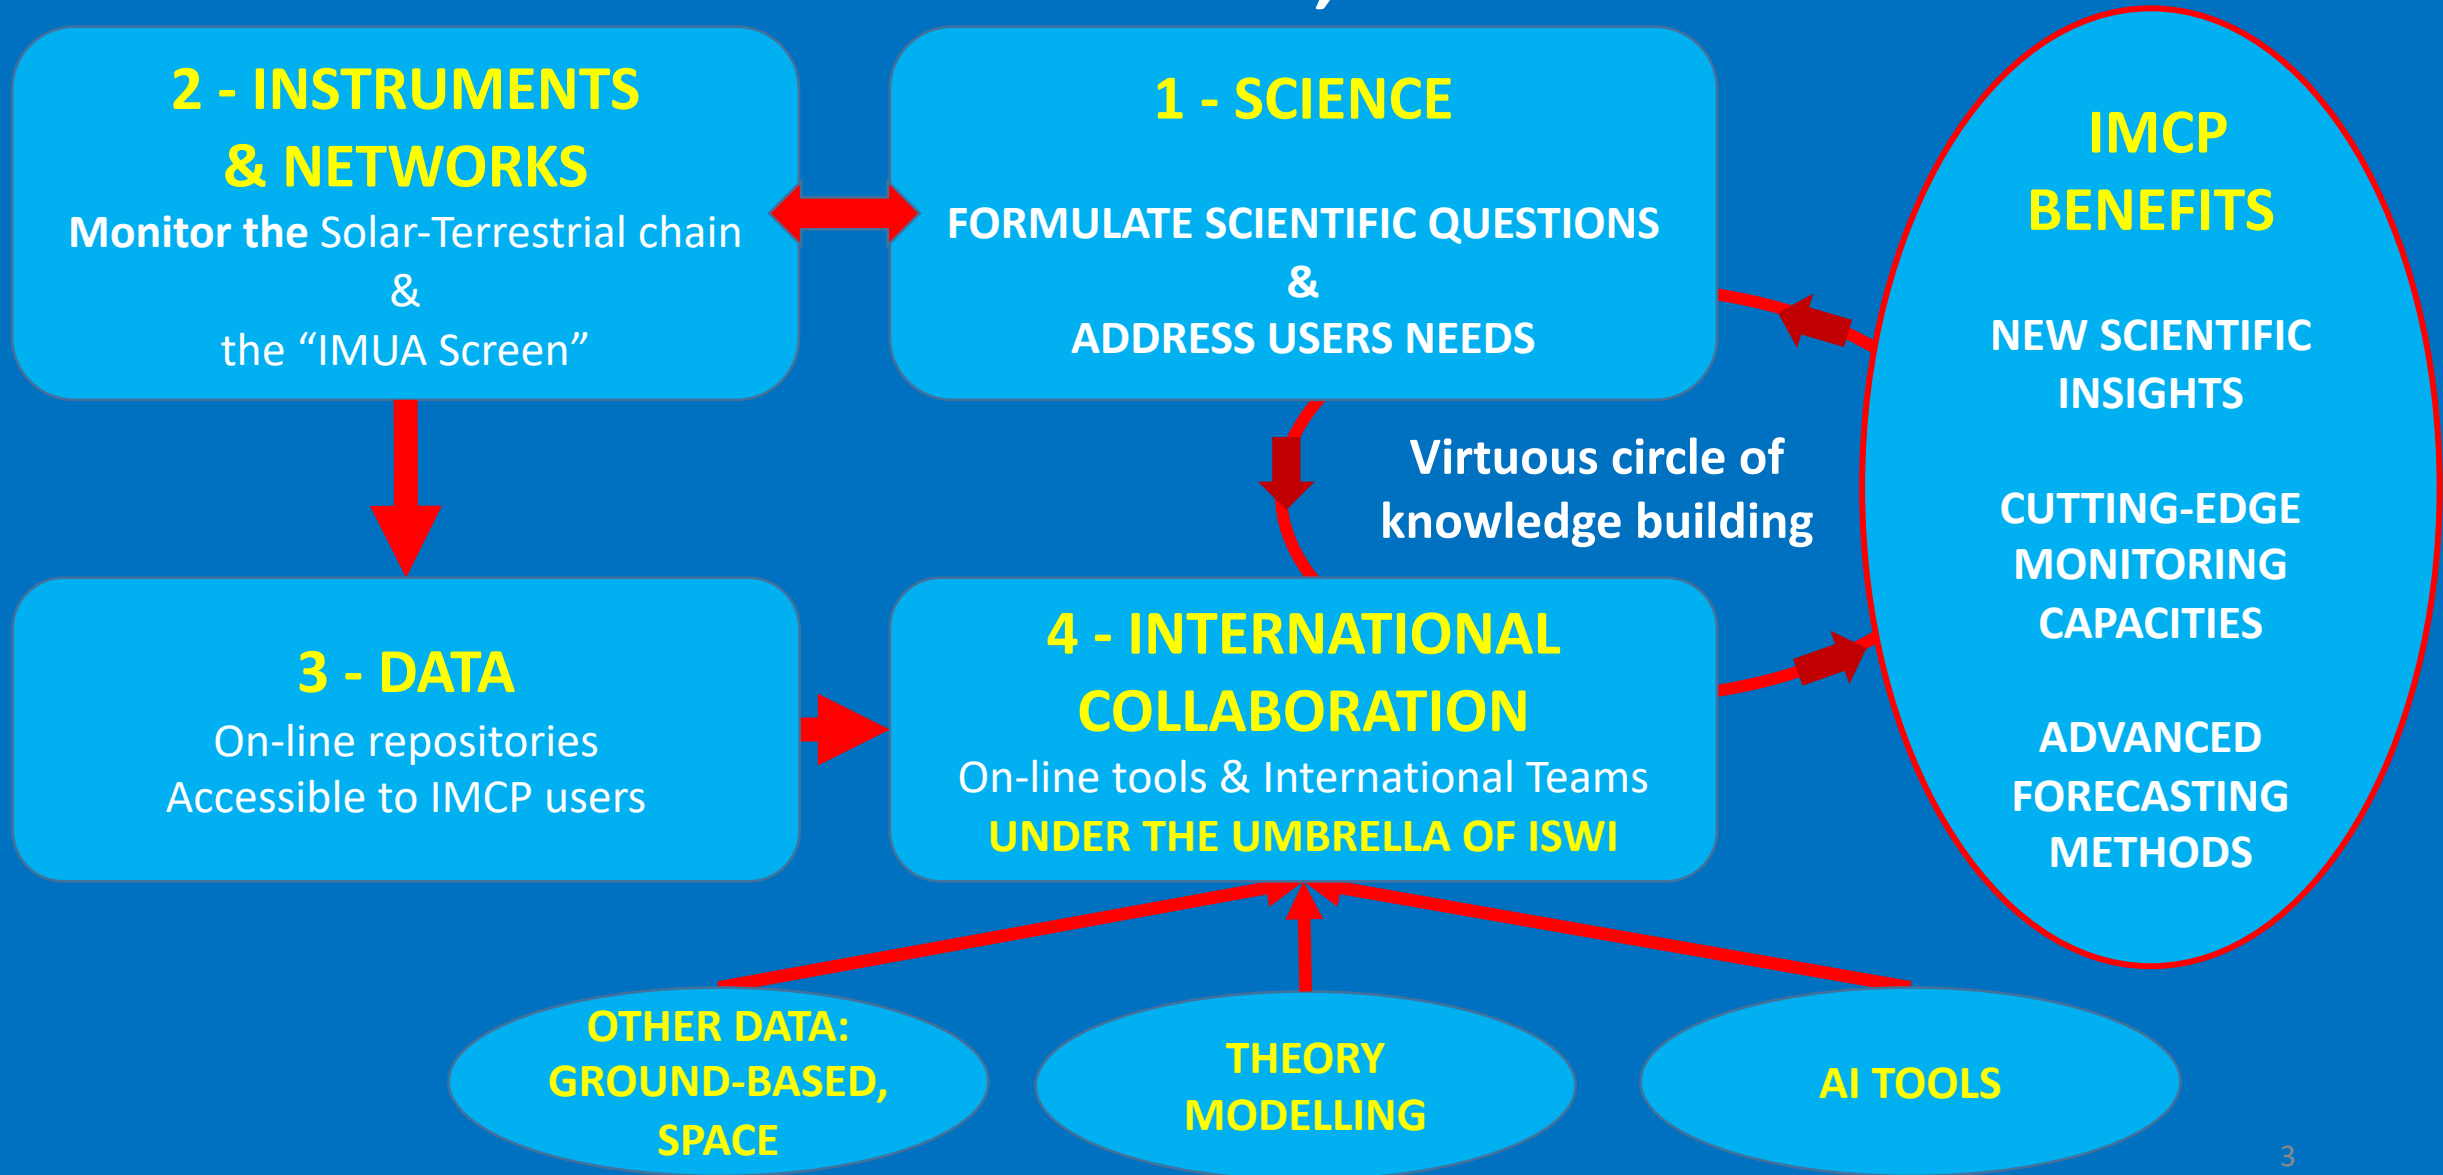 2 - INSTRUMENTS
& NETWORKS
Monitor the Solar-Terrestrial chain
&
the “IMUA Screen”
1 - SCIENCE
FORMULATE SCIENTIFIC QUESTIONS
&
ADDRESS USERS NEEDS
IMCP
BENEFITS
NEW SCIENTIFIC
INSIGHTS
CUTTING-EDGE
MONITORING
CAPACITIES
ADVANCED
FORECASTING
METHODS
Virtuous circle of
knowledge building
3 - DATA
On-line repositories
Accessible to IMCP users
4 - INTERNATIONAL
COLLABORATION
On-line tools & International Teams
UNDER THE UMBRELLA OF ISWI
OTHER DATA:
GROUND-BASED,
SPACE
THEORY
MODELLING
AI TOOLS
3